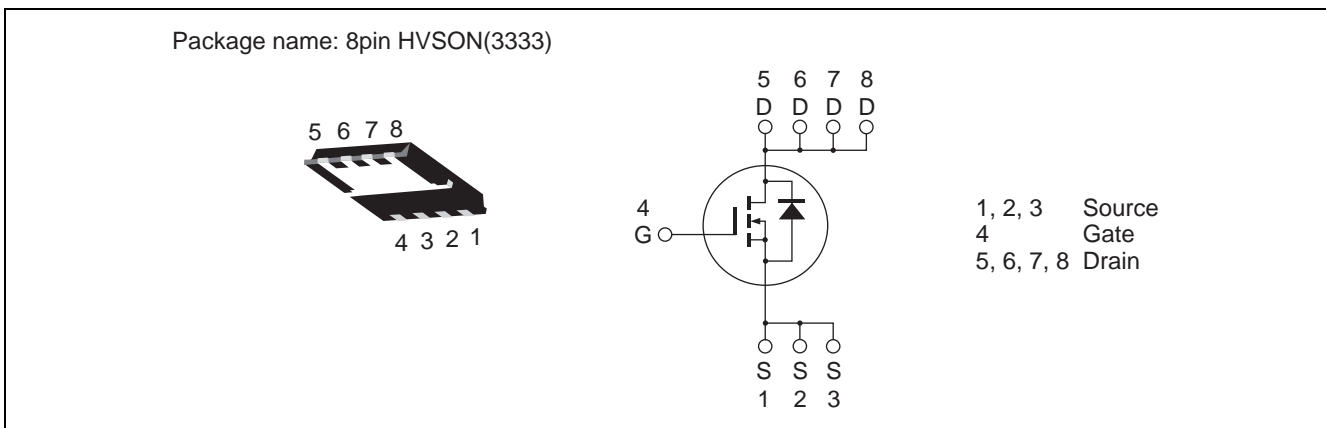 Package name: 8pin HVSON(3333)
5 6 7 8
4 3 2 1
5 6 7 8
D D D D
4
G
S S S
1 2 3
1, 2, 3 Source
4 Gate
5, 6, 7, 8 Drain